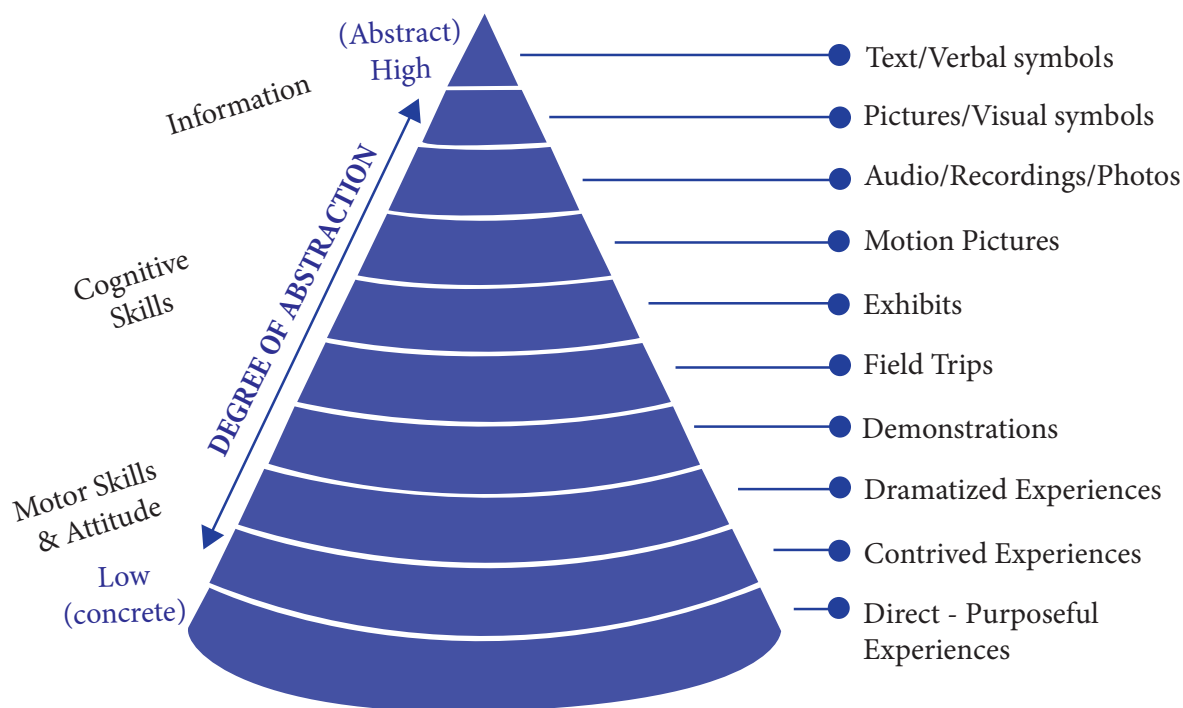 (Abstract)
High
Information
DEGREE OF ABSTRACTION
Cognitive
Skills
Motor Skills
& Attitude
Low
(concrete)
Text/Verbal symbols
Pictures/Visual symbols
Audio/Recordings/Photos
Motion Pictures
Exhibits
Field Trips
Demonstrations
Dramatized Experiences
Contrived Experiences
Direct - Purposeful
Experiences